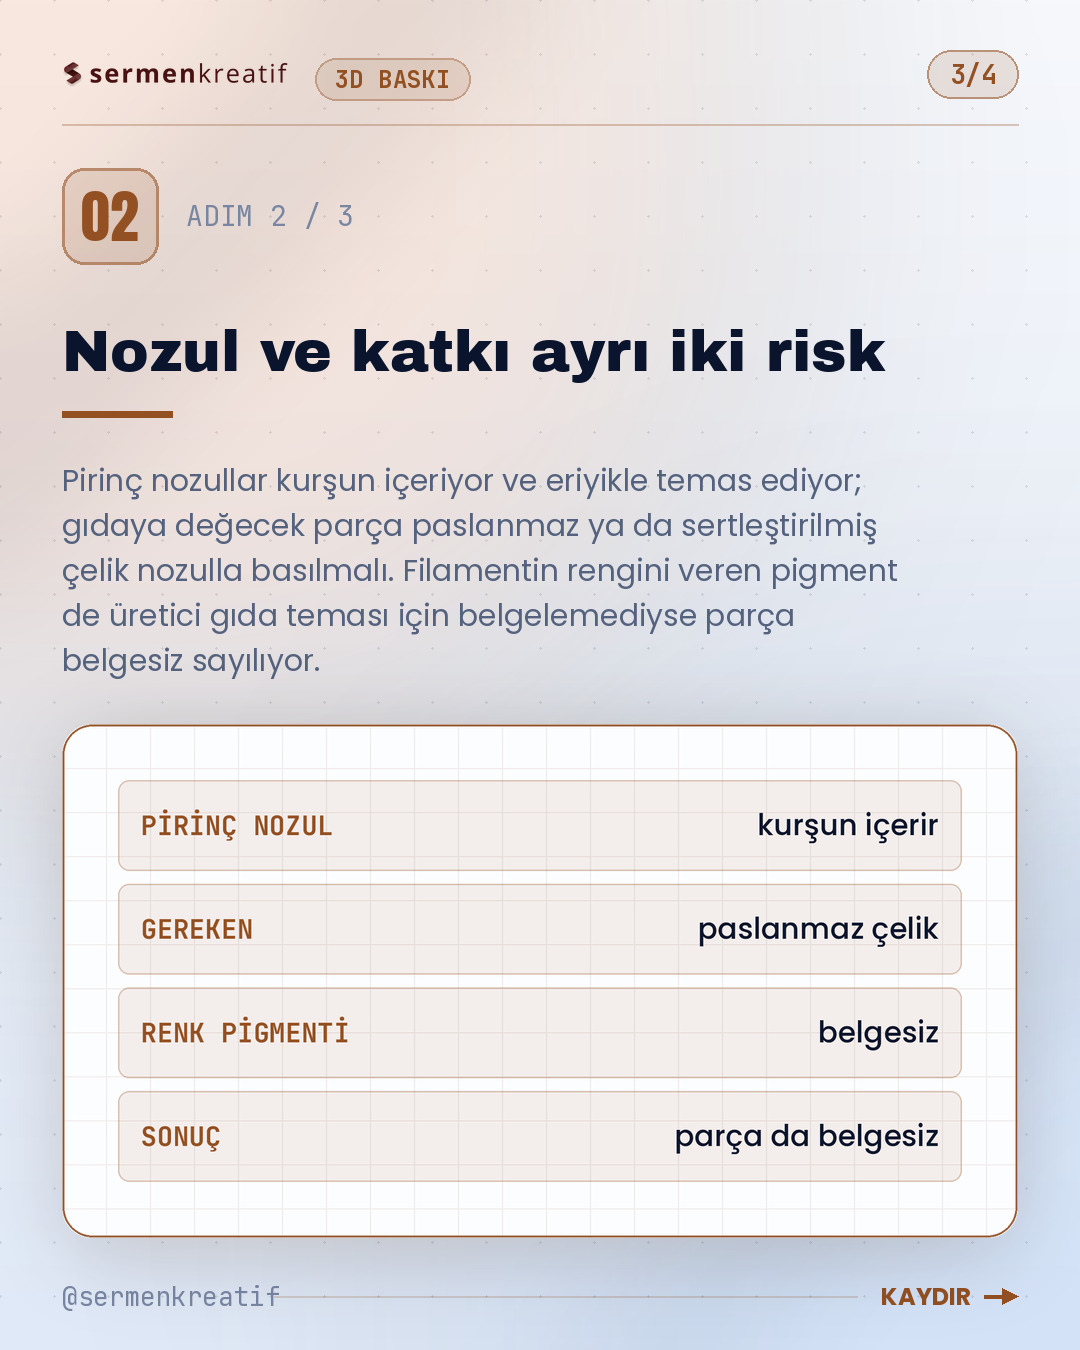 sermenkreatif 3D BASKI 3/4
02 ADIM 2 / 3
Nozul ve katkı ayrı iki risk
Pirinç nozullar kurşun içeriyor ve eriyikle temas ediyor;
gıdaya değecek parça paslanmaz ya da sertleştirilmiş
çelik nozulla basılmalı. Filamentin rengini veren pigment
de üretici gıda teması için belgelemediyse parça
belgesiz sayılıyor.
PİRİNÇ NOZUL kurşun içerir
GEREKEN paslanmaz çelik
RENK PİGMENTİ belgesiz
SONUÇ parça da belgesiz
@sermenkreatif KAYDIR